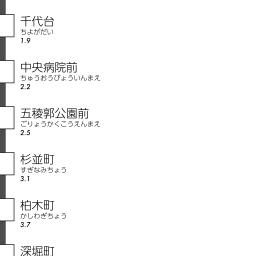 千代台
ちよがだい
1.9
中央病院前
ちゅうおうびょういんまえ
2.2
五稜郭公園前
ごりょうかくこうえんまえ
2.5
杉並町
すぎなみちょう
3.1
柏木町
かしわぎちょう
3.7
深堀町